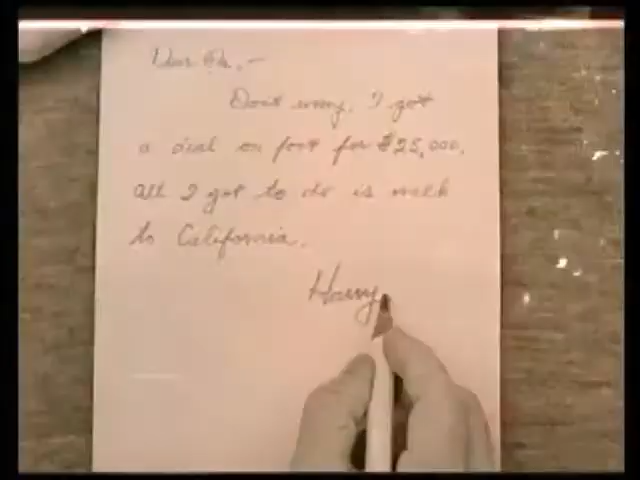 Dear Pa, —
Don't worry. I got
a deal on foot for $25,000.
All I got to do is walk
to California.
Harry